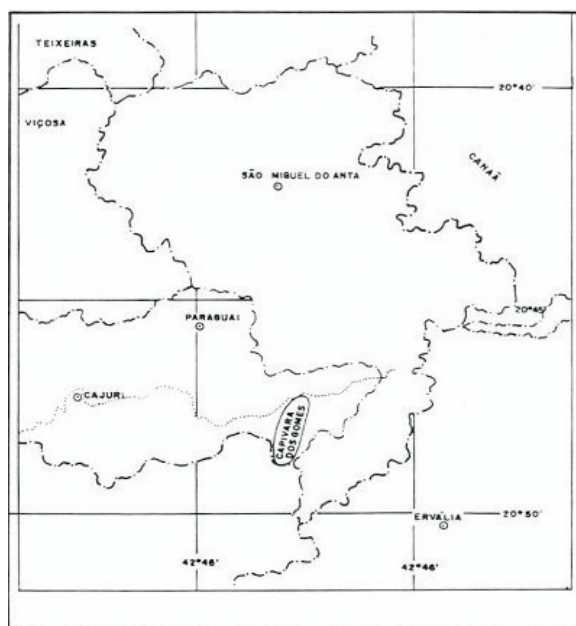 TEIXEIRAS
20°40'
VIÇOSA
CANAÃ
SÃO MIGUEL DO ANTA
20°45'
PARAGUAI
CAJURI
CAPIVARA
DOS GOMES
ERVÁLIA
20°50'
42°48'
42°46'